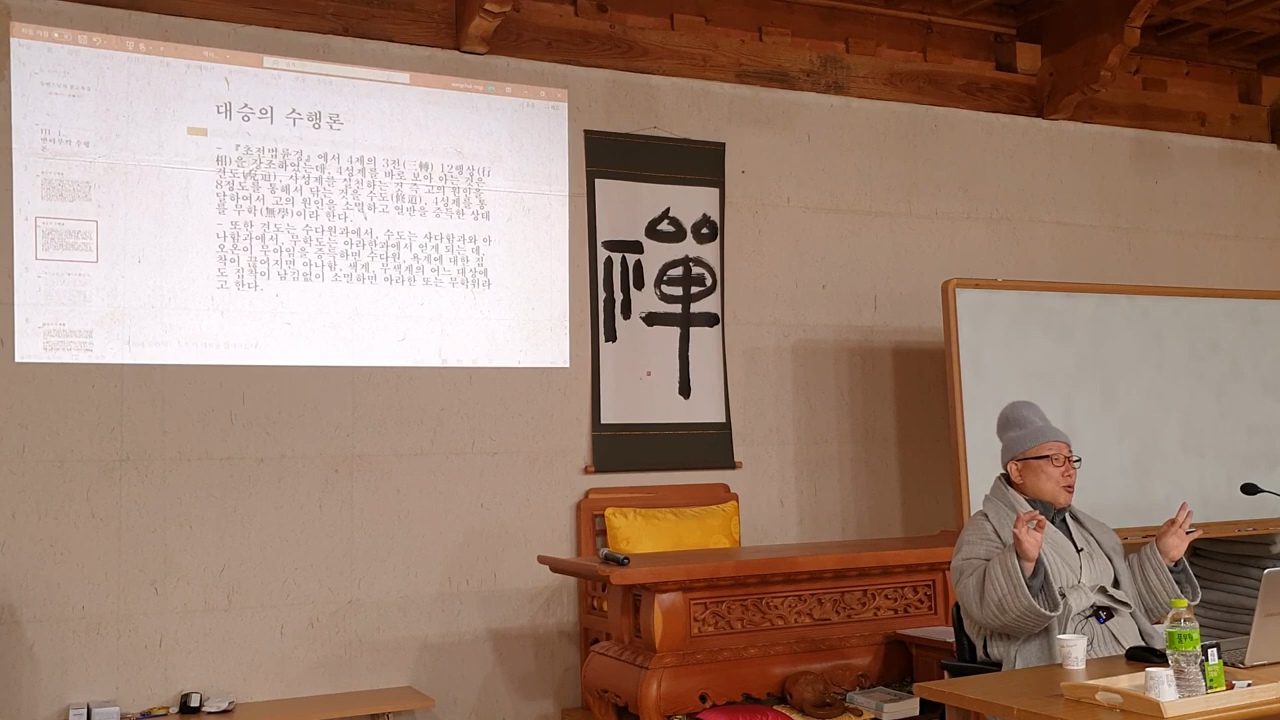 대승의 수행론
- 『초전법륜경』에서 4제의 3전(三轉) 12행상(行
相)을 강조하였는데, 4성제를 바로 보아 아는 것을
견도(見道), 사성제를 실천하는 것 즉 고의 원인을
8정도를 통해서 닦는 것을 수도(修道), 4성제를 통
달하여서 고의 원인을 소멸하고 열반을 증득한 상태
를 무학(無學)이라 한다.
- 또한 견도는 수다원과에서, 수도는 사다함과와 아
나함과에서, 무학도는 아라한과에서 얻게 되는 데,
오온이 무아임을 증득하면 수다원, 욕계에 대한 집
착이 끊어지면 아나함, 색계, 무색계의 어느 대상에
도 집착이 남김없이 소멸하면 아라한 또는 무학위라
고 한다.
禪